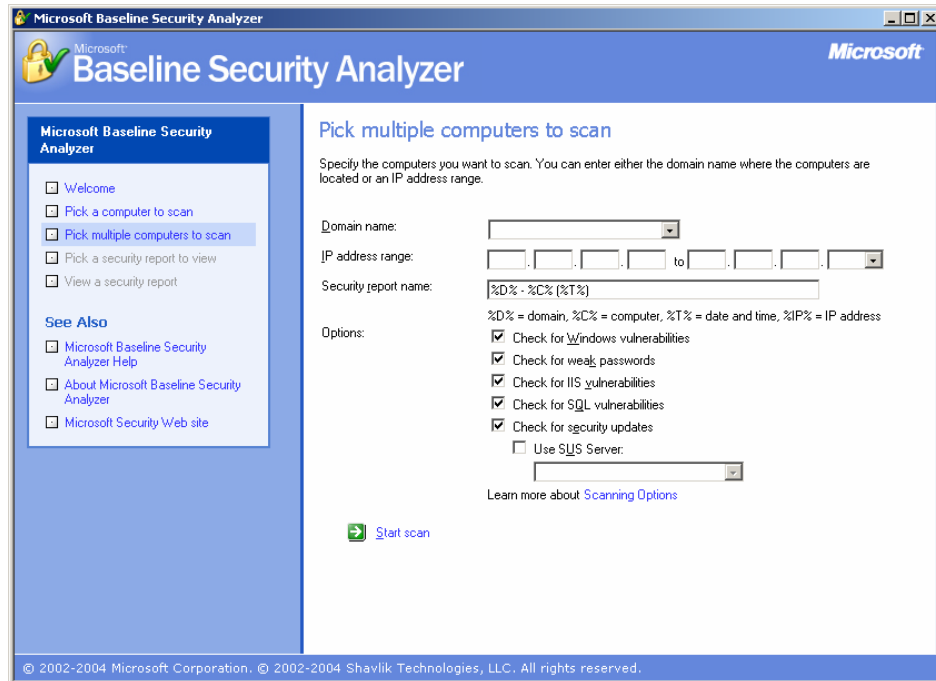 Microsoft Baseline Security Analyzer
Microsoft
Baseline Security Analyzer
Microsoft
Microsoft Baseline Security
Analyzer
Welcome
Pick a computer to scan
Pick multiple computers to scan
Pick a security report to view
View a security report
See Also
Microsoft Baseline Security
Analyzer Help
About Microsoft Baseline Security
Analyzer
Microsoft Security Web site
Pick multiple computers to scan
Specify the computers you want to scan. You can enter either the domain name where the computers are
located or an IP address range.
Domain name:
IP address range:
. . . to . . .
Security report name:
%D% - %C% (%T%)
%D% = domain, %C% = computer, %T% = date and time, %IP% = IP address
Options:
Check for Windows vulnerabilities
Check for weak passwords
Check for IIS vulnerabilities
Check for SQL vulnerabilities
Check for security updates
Use SUS Server:
Learn more about Scanning Options
Start scan
© 2002-2004 Microsoft Corporation. © 2002-2004 Shavlik Technologies, LLC. All rights reserved.